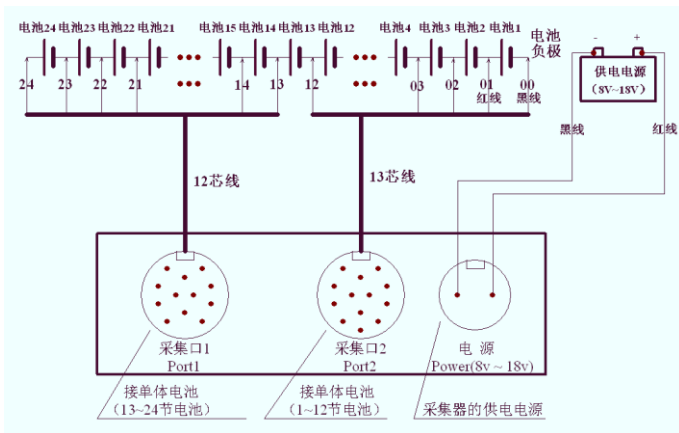 电池24 电池23 电池22 电池21 电池15 电池14 电池13 电池12 电池4 电池3 电池2 电池1 电池
负极
- +
供电电源
（8V~18V）
24 23 22 21 14 13 12 03 02 01 00
红线 黑线
黑线 红线
12芯线 13芯线
采集口1 采集口2 电 源
Port1 Port2 Power(8v ~ 18v)
接单体电池 接单体电池
（13~24节电池） （1~12节电池） 采集器的供电电源